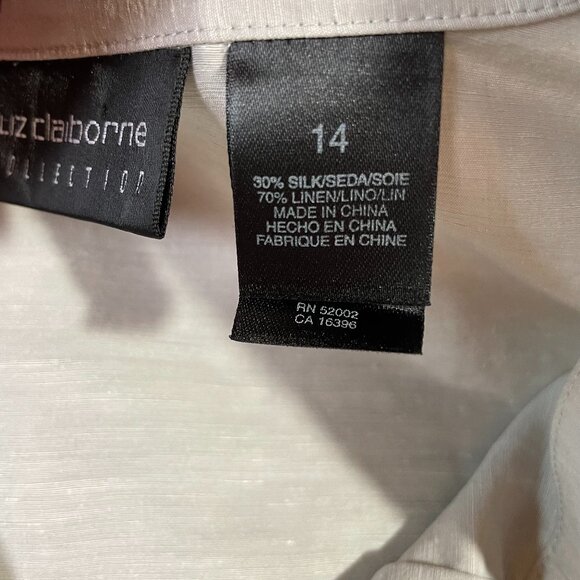 liz claiborne
COLLECTION
14
30% SILK/SEDA/SOIE
70% LINEN/LINO/LIN
MADE IN CHINA
HECHO EN CHINA
FABRIQUE EN CHINE
RN 52002
CA 16396